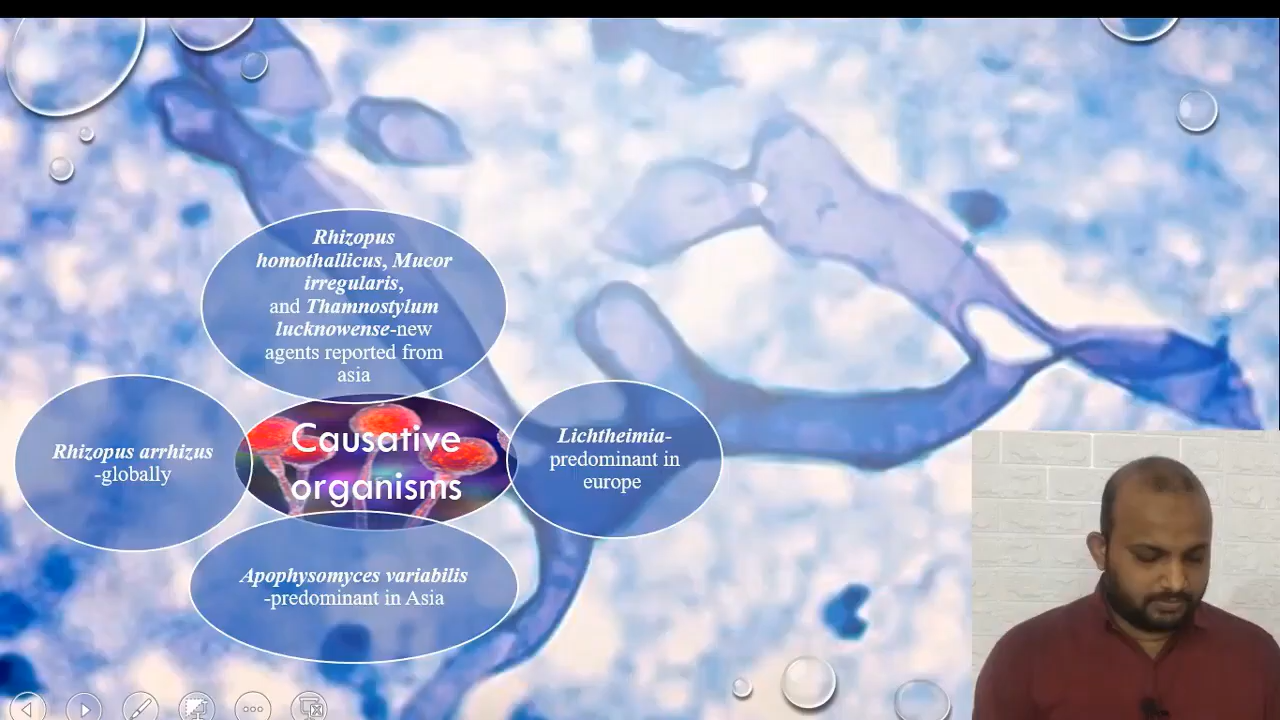 Rhizopus
homothallicus, Mucor
irregularis,
and Thamnostylum
lucknowense-new
agents reported from
asia
Rhizopus arrhizus
-globally
Causative
organisms
Lichtheimia-
predominant in
europe
Apophysomyces variabilis
-predominant in Asia